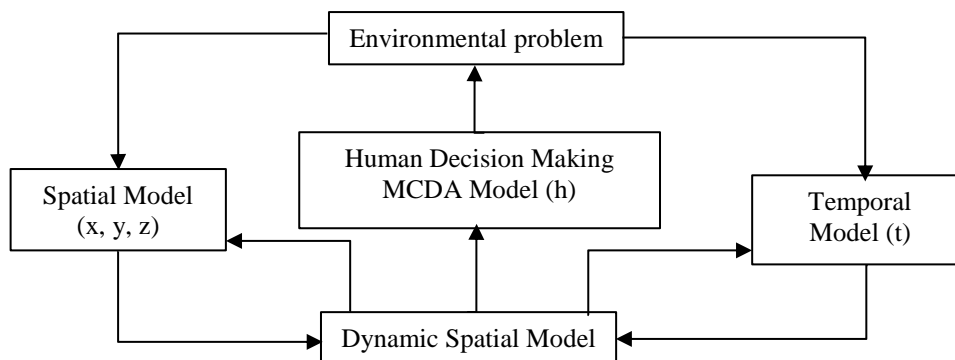 Environmental problem
Human Decision Making
MCDA Model (h)
Spatial Model
(x, y, z)
Temporal
Model (t)
Dynamic Spatial Model